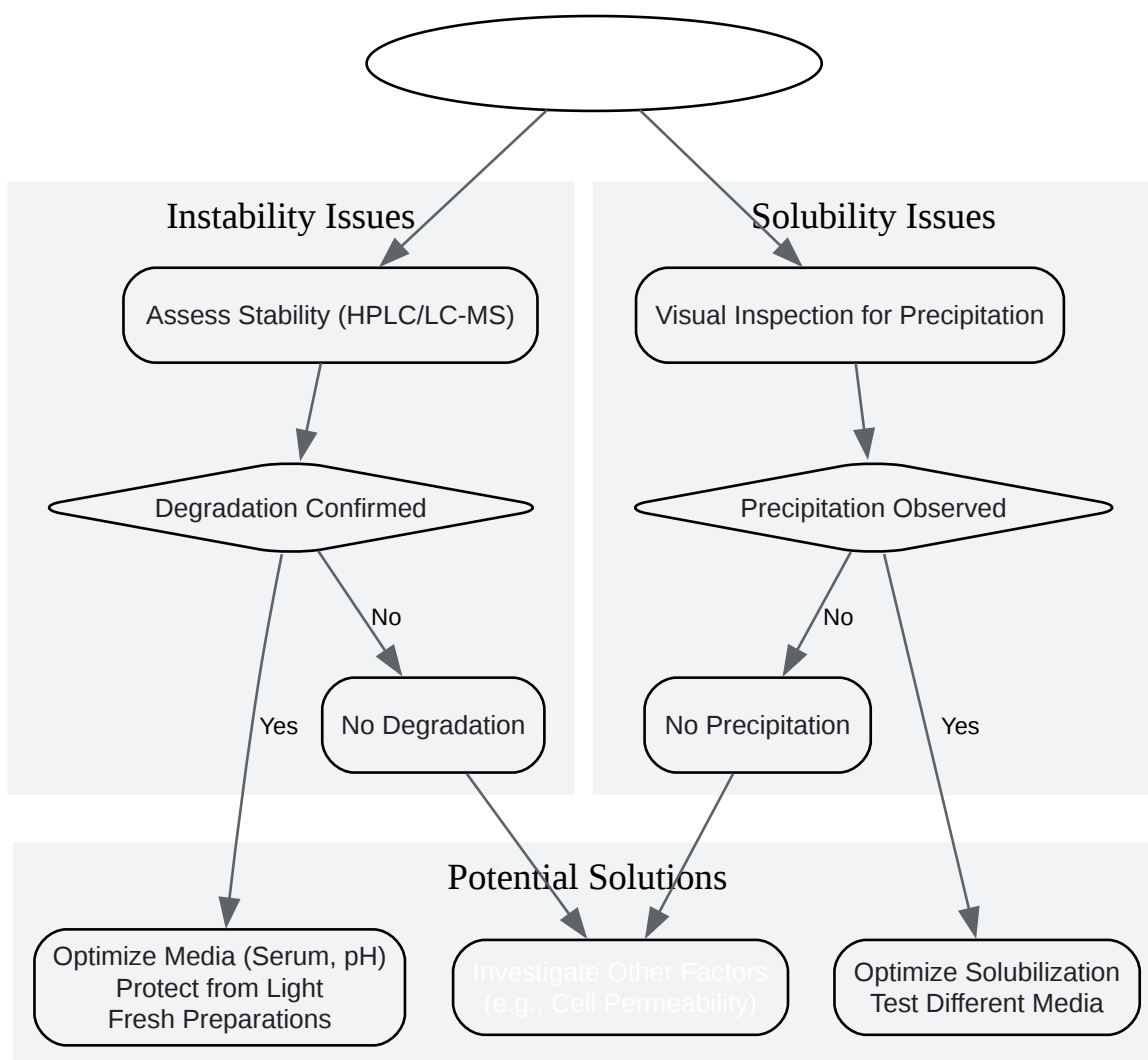 Instability Issues
Solubility Issues
Assess Stability (HPLC/LC-MS)
Visual Inspection for Precipitation
Degradation Confirmed
Precipitation Observed
No
No
Yes
No Degradation
No Precipitation
Yes
Potential Solutions
Optimize Media (Serum, pH)
Protect from Light
Fresh Preparations
Investigate Other Factors
(e.g., Cell Permeability)
Optimize Solubilization
Test Different Media